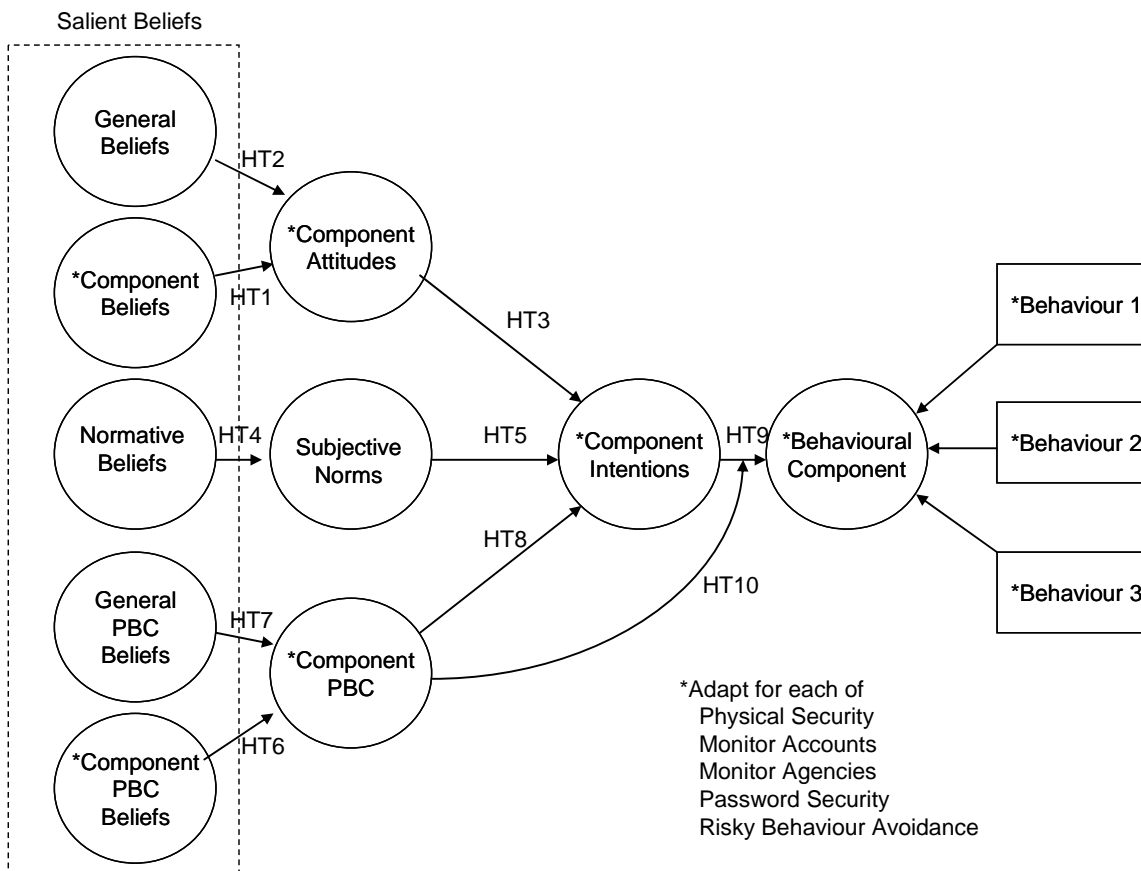 Salient Beliefs
General
Beliefs
HT2
*Component
Attitudes
*Component
Beliefs
HT1
HT3
*Behaviour 1
Normative
Beliefs
HT4
Subjective
Norms
HT5
*Component
Intentions
HT9
*Behavioural
Component
*Behaviour 2
HT8
HT10
General
PBC
Beliefs
HT7
*Component
PBC
*Behaviour 3
*Component
PBC
Beliefs
HT6
*Adapt for each of
Physical Security
Monitor Accounts
Monitor Agencies
Password Security
Risky Behaviour Avoidance